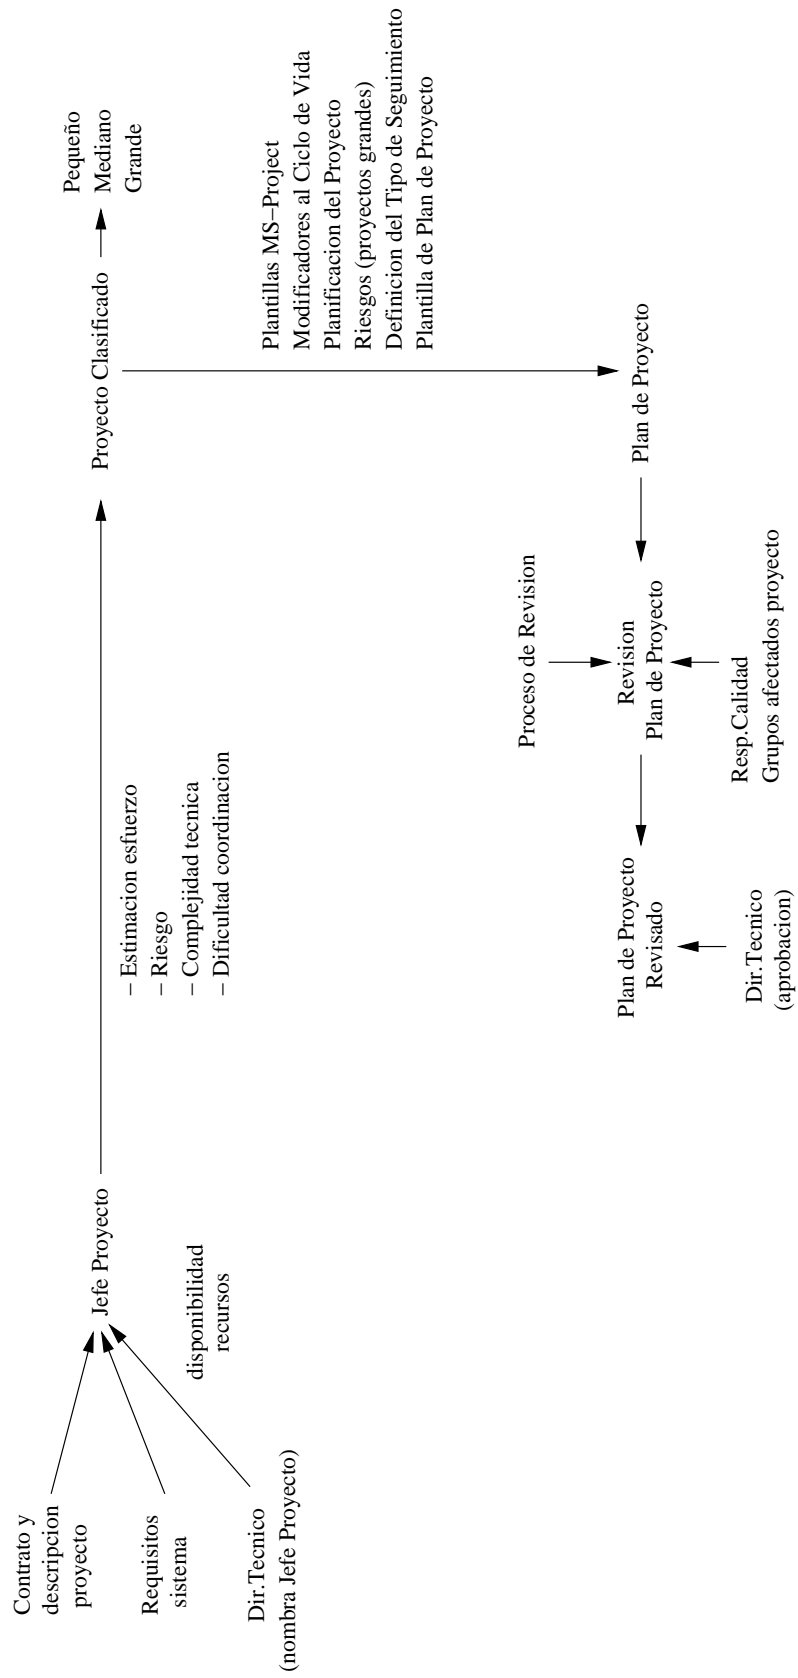 Contrato y
descripcion
proyecto
Requisitos
sistema
Dir.Tecnico
(nombra Jefe Proyecto)
disponibilidad
recursos
Jefe Proyecto
– Estimacion esfuerzo
– Riesgo
– Complejidad tecnica
– Dificultad coordinacion
Proyecto Clasificado
Pequeño
Mediano
Grande
Plantillas MS–Project
Modificadores al Ciclo de Vida
Planificacion del Proyecto
Riesgos (proyectos grandes)
Definicion del Tipo de Seguimiento
Plantilla de Plan de Proyecto
Plan de Proyecto
Proceso de Revision
Revision
Plan de Proyecto
Resp.Calidad
Grupos afectados proyecto
Plan de Proyecto
Revisado
Dir.Tecnico
(aprobacion)